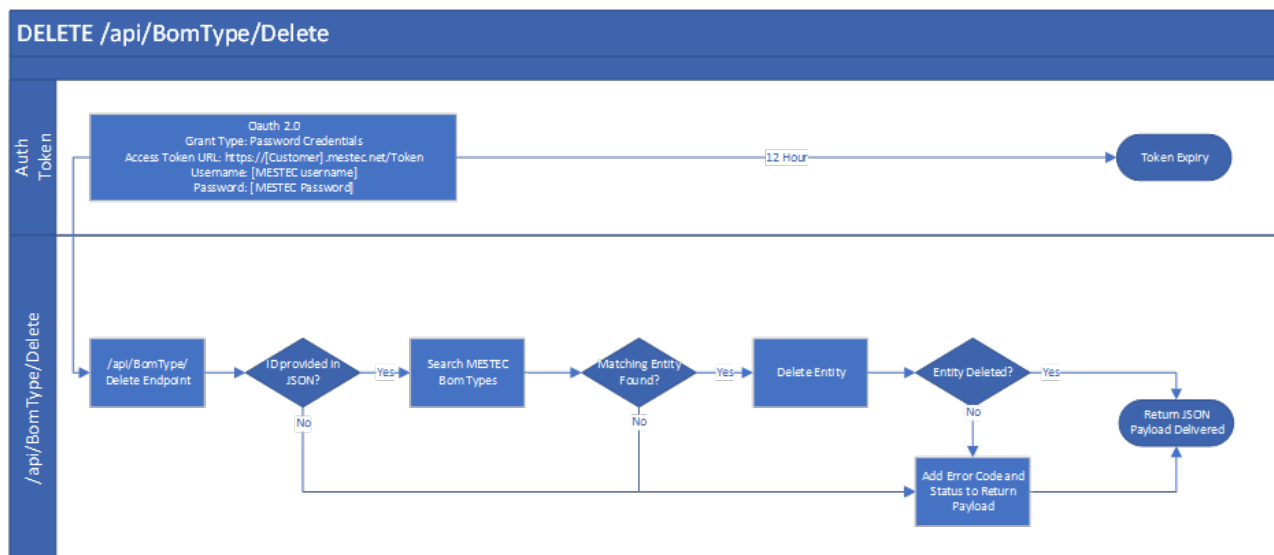 DELETE /api/BomType/Delete
Auth
Token
Oauth 2.0
Grant Type: Password Credentials
Access Token URL: https://[Customer].mestec.net/Token
Username: [MESTEC username]
Password: [MESTEC Password]
12 Hour
Token Expiry
/api/BomType/Delete
/api/BomType/
Delete Endpoint
ID provided in
JSON?
Yes
Search MESTEC
Bom Types
Matching Entity
Found?
Yes
Delete Entity
Entity Deleted?
Yes
Return JSON
Payload Delivered
No
No
No
Add Error Code and
Status to Return
Payload